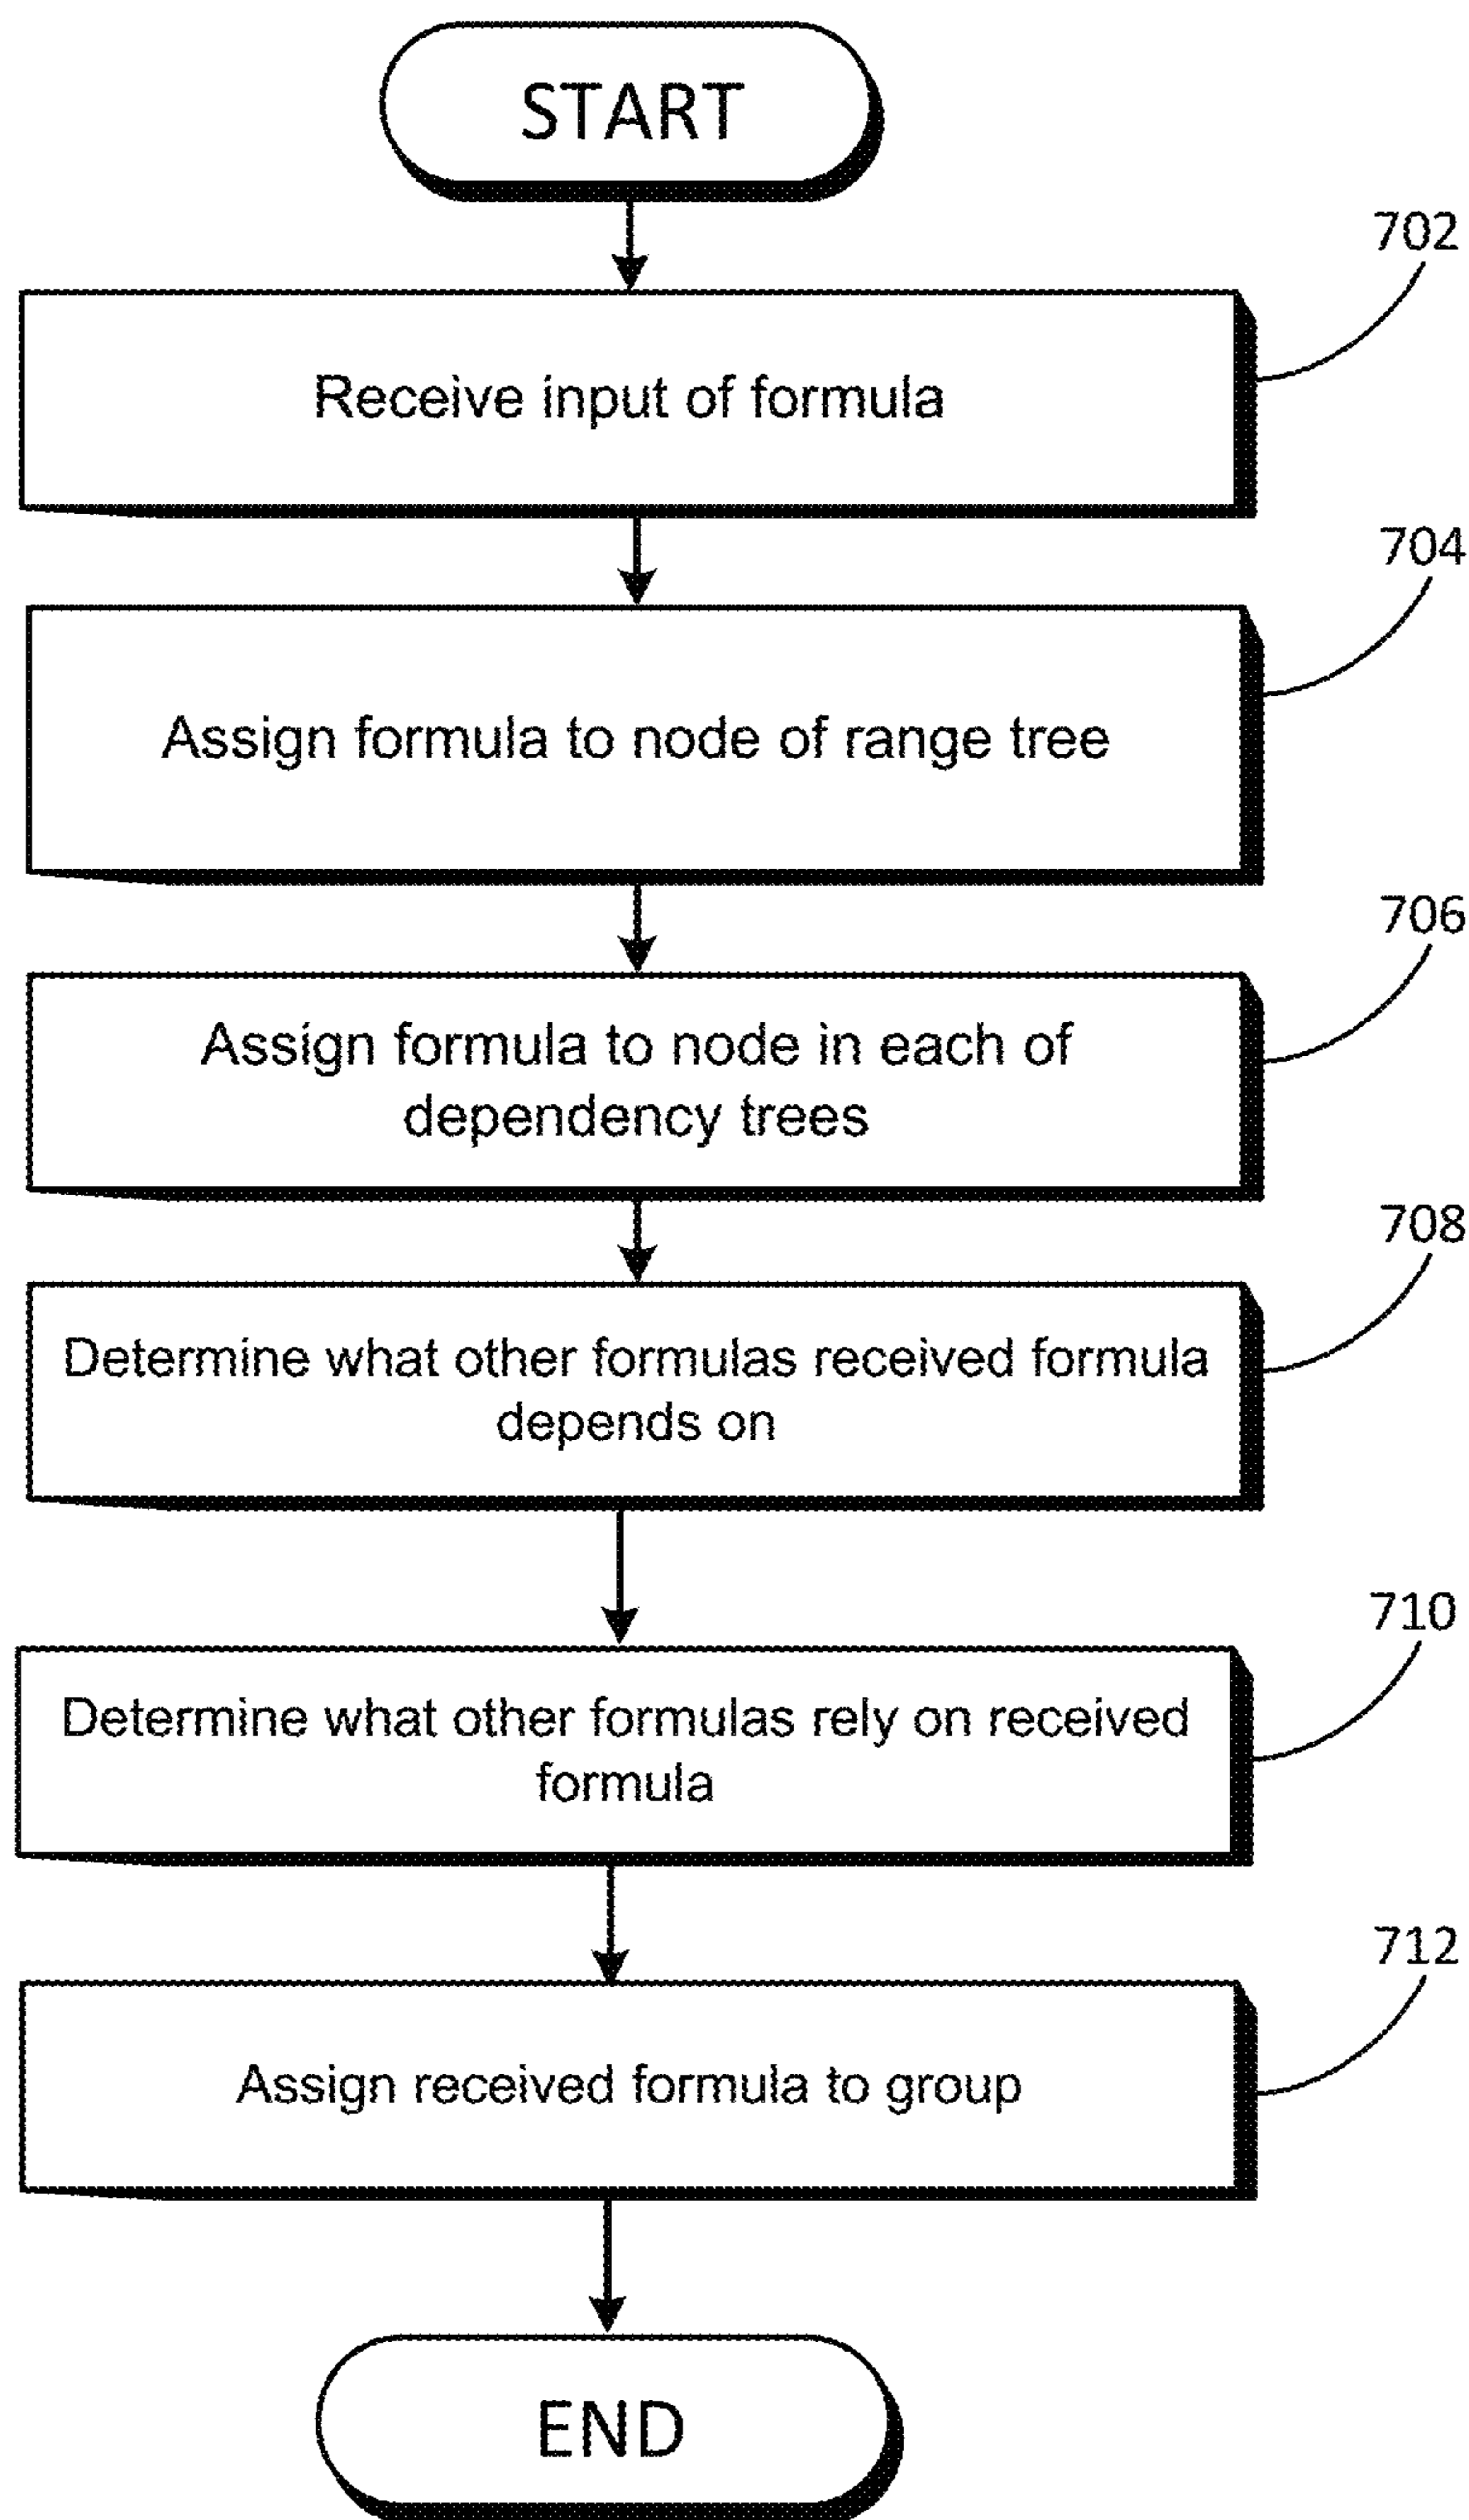 START
702
Receive input of formula
704
Assign formula to node of range tree
706
Assign formula to node in each of
dependency trees
708
Determine what other formulas received formula
depends on
710
Determine what other formulas rely on received
formula
712
Assign received formula to group
END